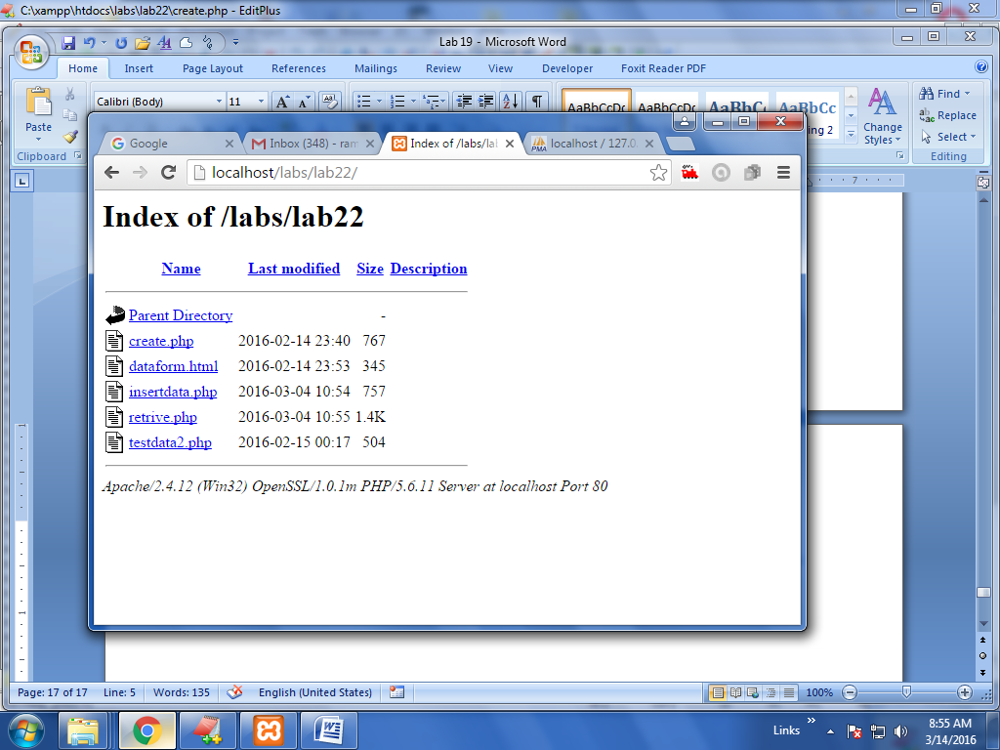 C:\xampp\htdocs\labs\lab22\create.php - EditPlus
Lab 19 - Microsoft Word
Home Insert Page Layout References Mailings Review View Developer Foxit Reader PDF
Calibri (Body) 11
AaBbCcDc AaBbCcDc AaBbC AaBbCc
Paste
Clipboard
ing 2
Change
Styles
Find
Replace
Select
Editing
Google
Inbox (348) - ram
Index of /labs/lab
localhost / 127.0.
localhost/labs/lab22/
Index of /labs/lab22
Name Last modified Size Description
Parent Directory -
create.php 2016-02-14 23:40 767
dataform.html 2016-02-14 23:53 345
insertdata.php 2016-03-04 10:54 757
retrive.php 2016-03-04 10:55 1.4K
testdata2.php 2016-02-15 00:17 504
Apache/2.4.12 (Win32) OpenSSL/1.0.1m PHP/5.6.11 Server at localhost Port 80
7
Page: 17 of 17 Line: 5 Words: 135 English (United States) 100%
Links
8:55 AM
3/14/2016